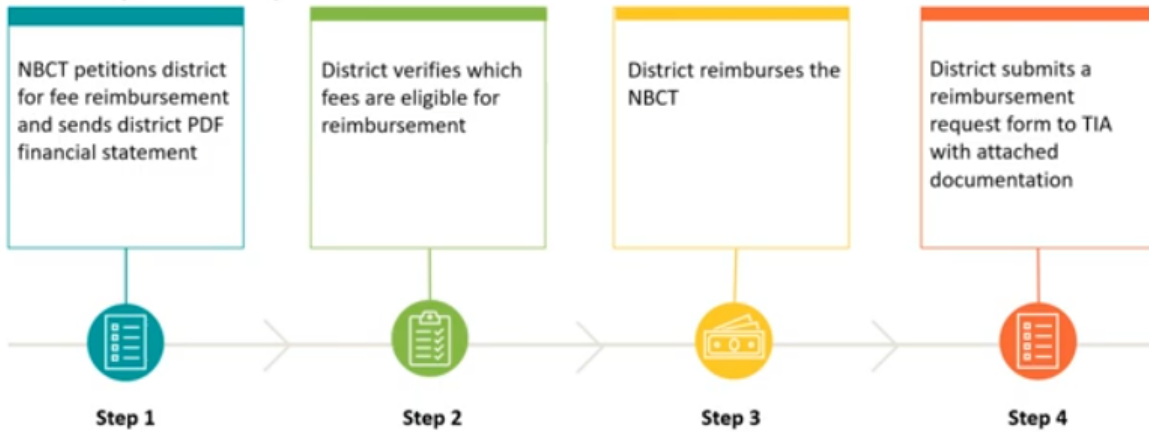 NBCT petitions district
for fee reimbursement
and sends district PDF
financial statement
District verifies which
fees are eligible for
reimbursement
District reimburses the
NBCT
District submits a
reimbursement
request form to TIA
with attached
documentation
Step 1
Step 2
Step 3
Step 4